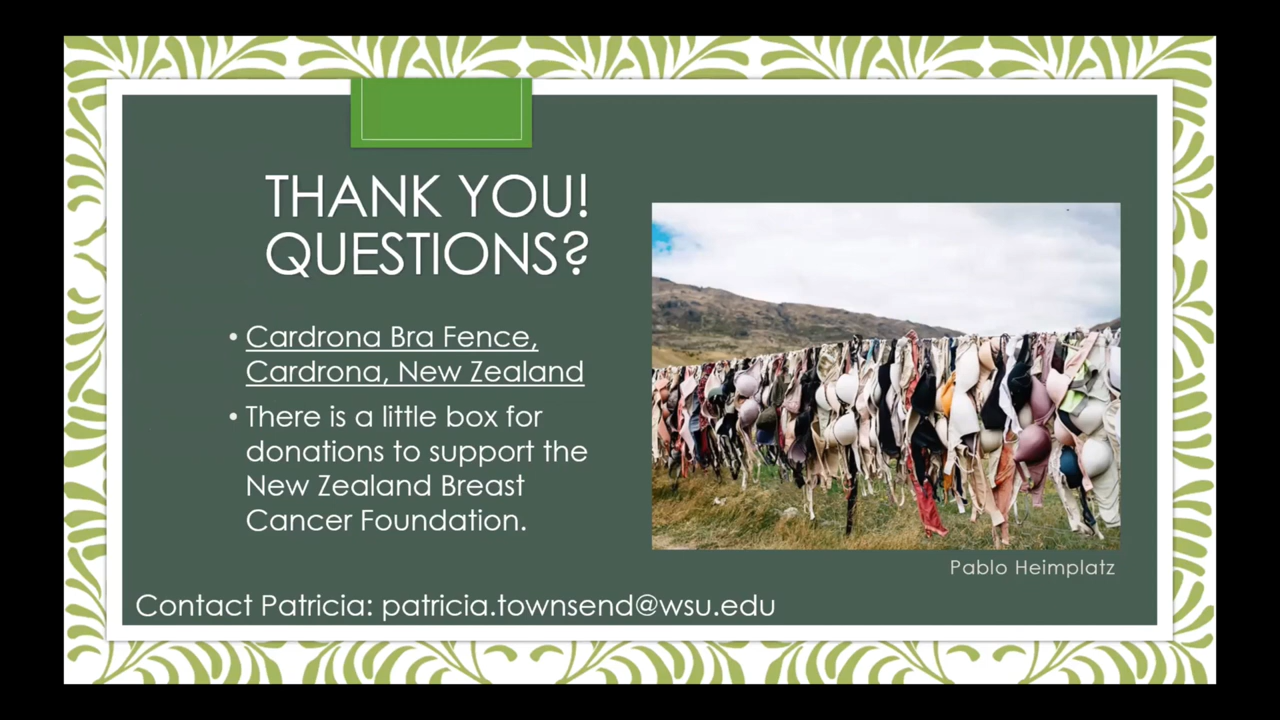 THANK YOU!
QUESTIONS?
• Cardrona Bra Fence,
Cardrona, New Zealand
• There is a little box for
donations to support the
New Zealand Breast
Cancer Foundation.
Pablo Heimplatz
Contact Patricia: patricia.townsend@wsu.edu